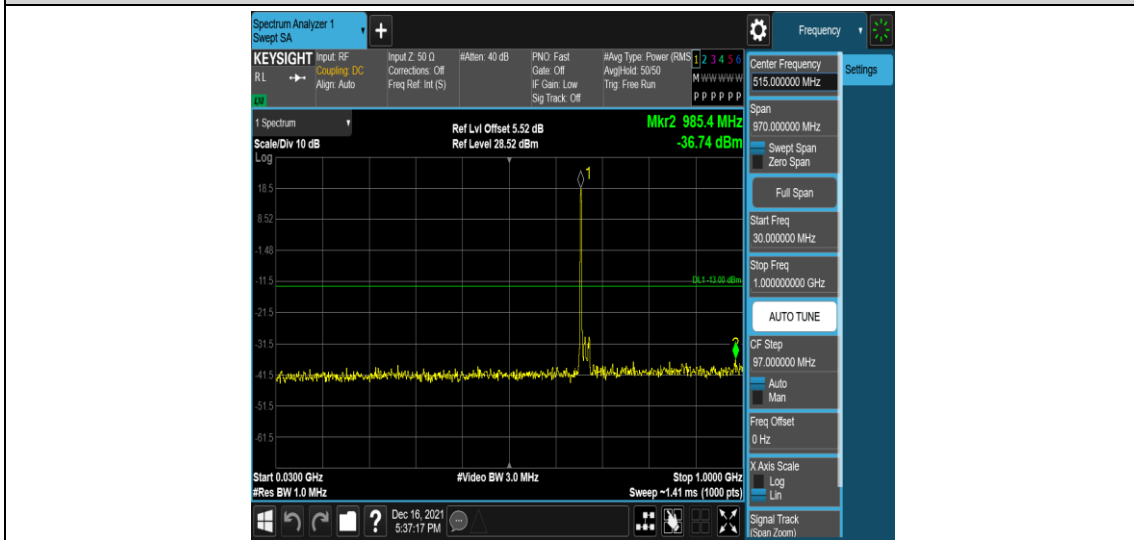 Spectrum Analyzer 1
Swept SA
+
Frequency
KEYSIGHT
RL
LXI
Input: RF
Coupling: DC
Align: Auto
Input Z: 50 Ω
Corrections: Off
Freq Ref: Int (S)
#Atten: 40 dB
PNO: Fast
Gate: Off
IF Gain: Low
Sig Track: Off
#Avg Type: Power (RMS
Avg|Hold: 50/50
Trig: Free Run
1 2 3 4 5 6
M W W W W W
P P P P P P
Center Frequency
515.000000 MHz
Settings
1 Spectrum
Scale/Div 10 dB
Log
Ref Lvl Offset 5.52 dB
Ref Level 28.52 dBm
Mkr2 985.4 MHz
-36.74 dBm
18.5
8.52
-1.48
-11.5
-21.5
-31.5
-41.5
-51.5
-61.5
1
DL1 -13.00 dBm
2
Start 0.0300 GHz
#Res BW 1.0 MHz
#Video BW 3.0 MHz
Stop 1.0000 GHz
Sweep ~1.41 ms (1000 pts)
Span
970.000000 MHz
Swept Span
Zero Span
Full Span
Start Freq
30.000000 MHz
Stop Freq
1.000000000 GHz
AUTO TUNE
CF Step
97.000000 MHz
Auto
Man
Freq Offset
0 Hz
X Axis Scale
Log
Lin
Signal Track
(Span Zoom)
?
Dec 16, 2021
5:37:17 PM